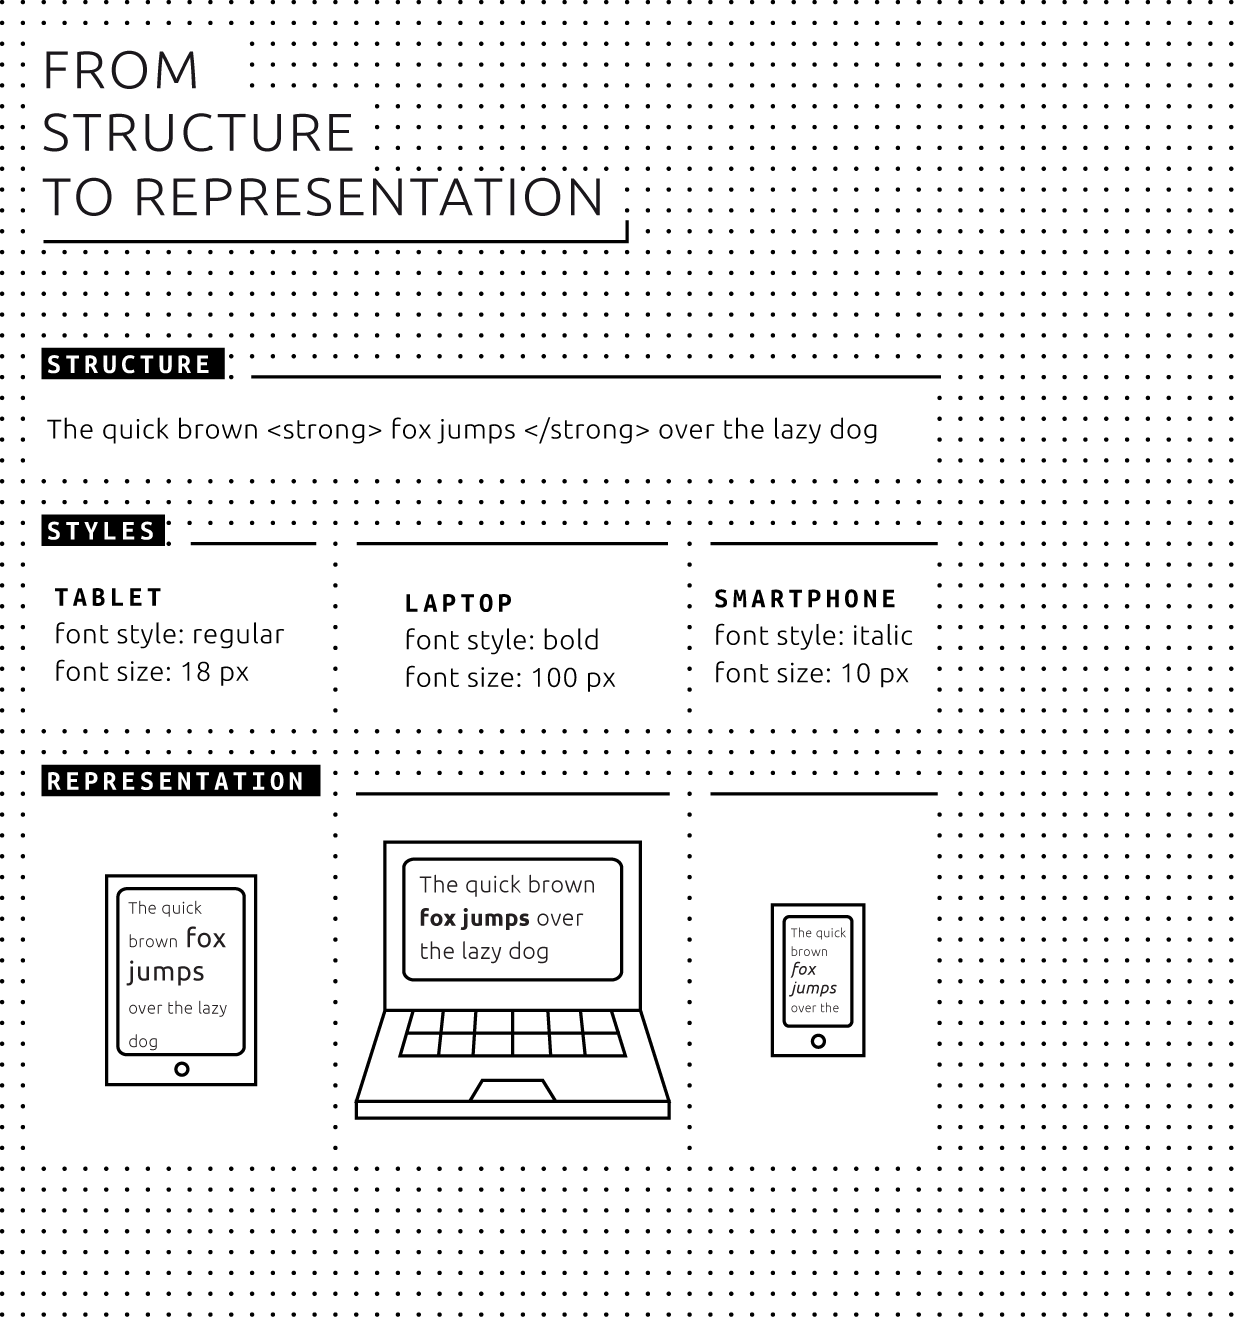 FROM
STRUCTURE
TO REPRESENTATION
STRUCTURE
The quick brown <strong> fox jumps </strong> over the lazy dog
STYLES
TABLET
font style: regular
font size: 18 px
LAPTOP
font style: bold
font size: 100 px
SMARTPHONE
font style: italic
font size: 10 px
REPRESENTATION
The quick
brown fox
jumps
over the lazy
dog
The quick brown
fox jumps over
the lazy dog
The quick
brown
fox
jumps
over the